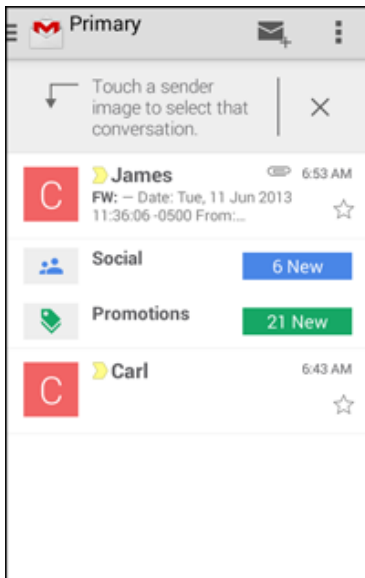 Primary
Touch a sender
image to select that
conversation.
C
James
6:53 AM
FW: – Date: Tue, 11 Jun 2013
11:36:06 -0500 From:...
Social
6 New
Promotions
21 New
C
Carl
6:43 AM